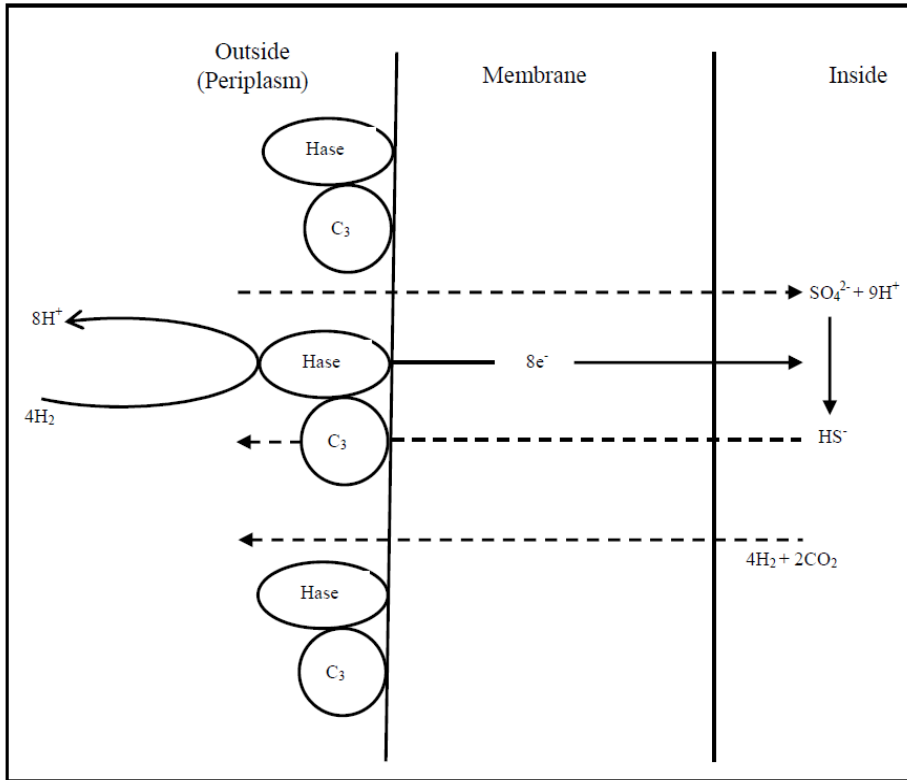 Outside
(Periplasm)
Membrane
Inside
Hase
C₃
SO₄²⁻ + 9H⁺
8H⁺
Hase
8e⁻
4H₂
C₃
HS⁻
4H₂ + 2CO₂
Hase
C₃